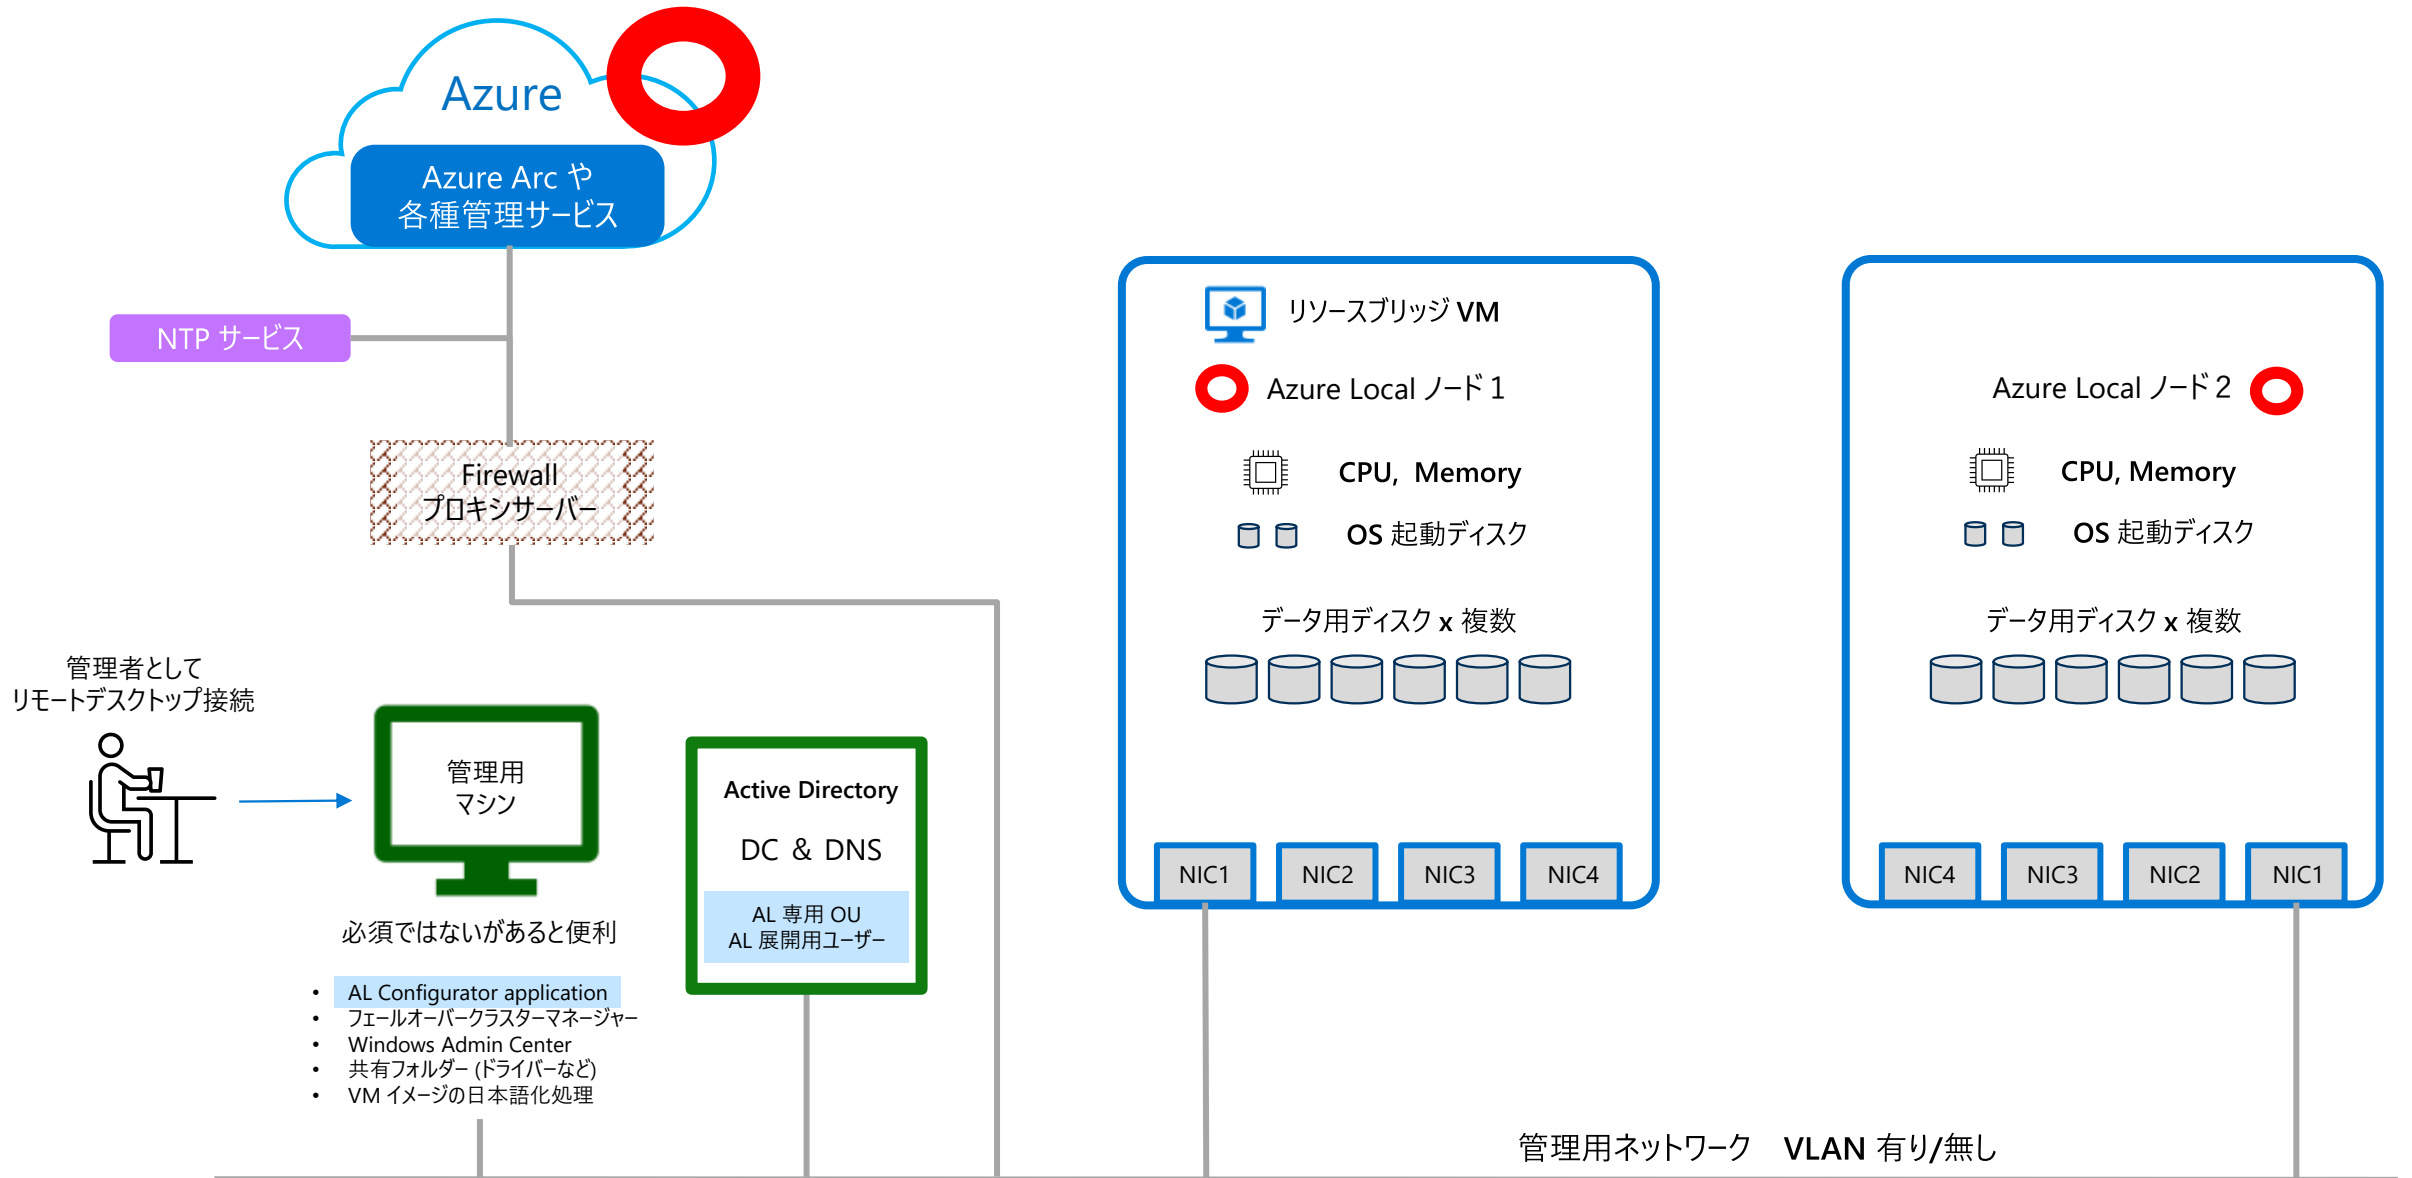 Azure
Azure Arc や
各種管理サービス
NTP サービス
Firewall
プロキシサーバー
管理者として
リモートデスクトップ接続
管理用
マシン
必須ではないがあると便利
• AL Configurator application
• フェールオーバークラスターマネージャー
• Windows Admin Center
• 共有フォルダー (ドライバーなど)
• VM イメージの日本語化処理
Active Directory
DC & DNS
AL 専用 OU
AL 展開用ユーザー
リソースブリッジ VM
Azure Local ノード 1
CPU, Memory
OS 起動ディスク
データ用ディスク x 複数
NIC1 NIC2 NIC3 NIC4
Azure Local ノード 2
CPU, Memory
OS 起動ディスク
データ用ディスク x 複数
NIC4 NIC3 NIC2 NIC1
管理用ネットワーク VLAN 有り/無し